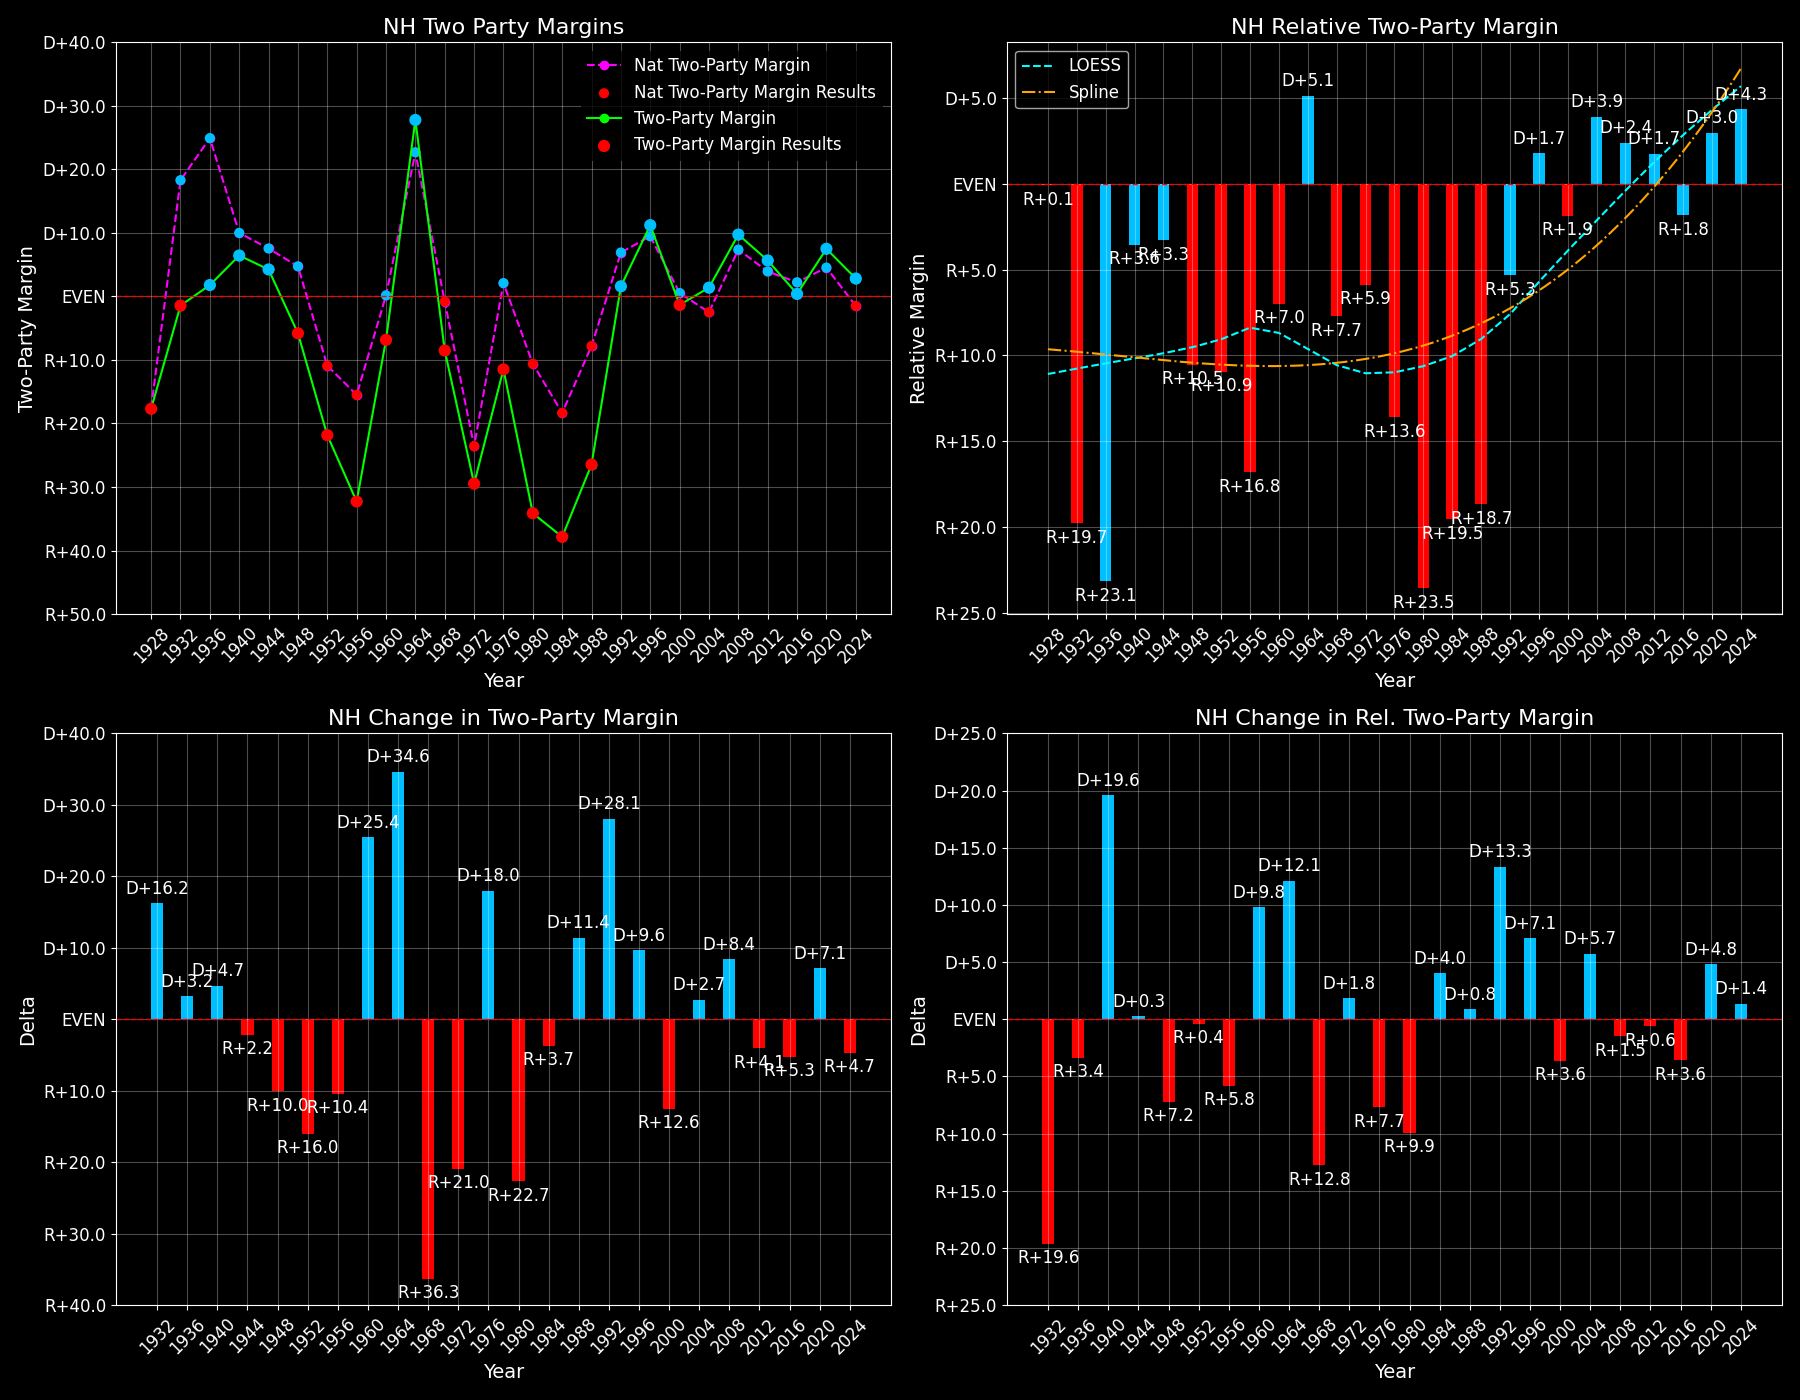 NH Two Party Margins
D+40.0
D+30.0
D+20.0
D+10.0
EVEN
R+10.0
R+20.0
R+30.0
R+40.0
R+50.0
Two-Party Margin
Nat Two-Party Margin
Nat Two-Party Margin Results
Two-Party Margin
Two-Party Margin Results
1928 1932 1936 1940 1944 1948 1952 1956 1960 1964 1968 1972 1976 1980 1984 1988 1992 1996 2000 2004 2008 2012 2016 2020 2024
Year
NH Relative Two-Party Margin
D+5.0
EVEN
R+5.0
R+10.0
R+15.0
R+20.0
R+25.0
Relative Margin
LOESS
Spline
R+0.1
R+19.7
R+23.1
R+3.6
R+3.3
R+10.5
R+10.9
R+16.8
R+7.0
D+5.1
R+7.7
R+5.9
R+13.6
R+23.5
R+19.5
R+18.7
R+5.3
D+1.7
R+1.9
D+3.9
D+2.4
D+1.7
R+1.8
D+3.0
D+4.3
1928 1932 1936 1940 1944 1948 1952 1956 1960 1964 1968 1972 1976 1980 1984 1988 1992 1996 2000 2004 2008 2012 2016 2020 2024
Year
NH Change in Two-Party Margin
D+40.0
D+30.0
D+20.0
D+10.0
EVEN
R+10.0
R+20.0
R+30.0
R+40.0
Delta
D+16.2
D+3.2
D+4.7
R+2.2
R+10.0
R+16.0
R+10.4
D+25.4
D+34.6
R+36.3
R+21.0
D+18.0
R+22.7
R+3.7
D+11.4
D+28.1
D+9.6
R+12.6
D+2.7
D+8.4
R+4.1
R+5.3
D+7.1
R+4.7
1932 1936 1940 1944 1948 1952 1956 1960 1964 1968 1972 1976 1980 1984 1988 1992 1996 2000 2004 2008 2012 2016 2020 2024
Year
NH Change in Rel. Two-Party Margin
D+25.0
D+20.0
D+15.0
D+10.0
D+5.0
EVEN
R+5.0
R+10.0
R+15.0
R+20.0
R+25.0
Delta
R+19.6
R+3.4
D+19.6
D+0.3
R+7.2
R+0.4
R+5.8
D+9.8
D+12.1
R+12.8
D+1.8
R+7.7
R+9.9
D+4.0
D+0.8
D+13.3
D+7.1
R+3.6
D+5.7
R+1.5
R+0.6
R+3.6
D+4.8
D+1.4
1932 1936 1940 1944 1948 1952 1956 1960 1964 1968 1972 1976 1980 1984 1988 1992 1996 2000 2004 2008 2012 2016 2020 2024
Year